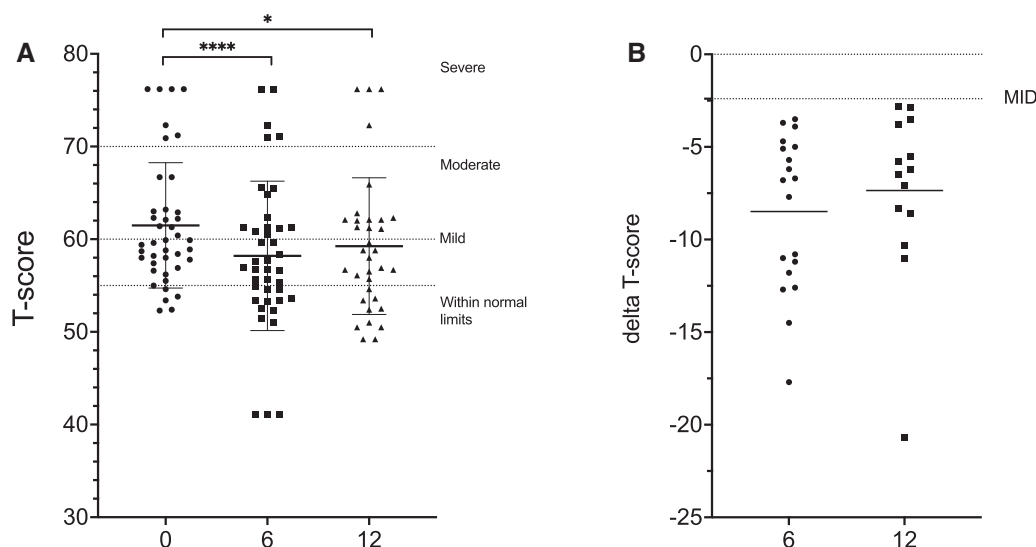 A
*
****
80
70
60
50
40
30
T-score
Severe
Moderate
Mild
Within normal
limits
0
6
12
B
0
-5
-10
-15
-20
-25
delta T-score
MID
6
12